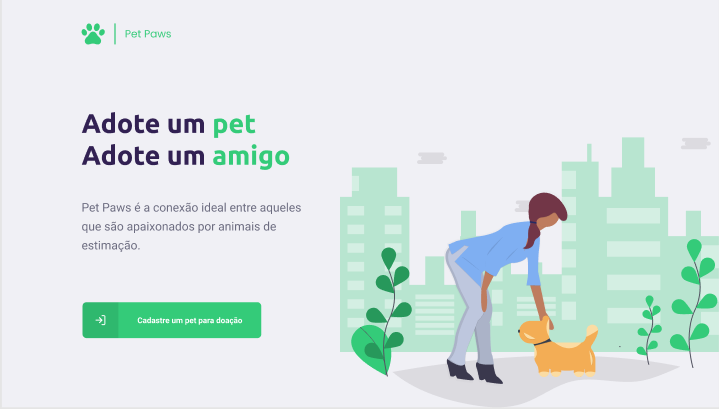 Pet Paws
Adote um pet
Adote um amigo
Pet Paws é a conexão ideal entre aqueles
que são apaixonados por animais de
estimação.
Cadastre um pet para doação